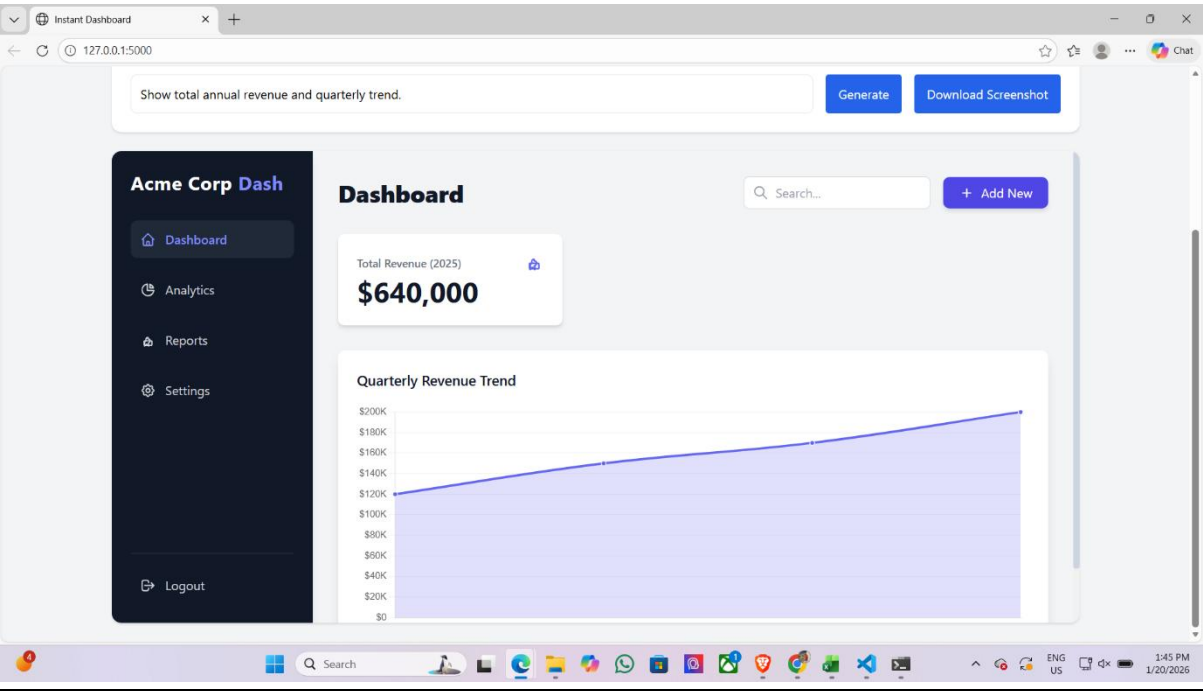 Instant Dashboard
127.0.0.1:5000
Chat
Show total annual revenue and quarterly trend.
Generate
Download Screenshot
Acme Corp Dash
Dashboard
Analytics
Reports
Settings
Logout
Dashboard
Search...
+ Add New
Total Revenue (2025)
$640,000
Quarterly Revenue Trend
$200K
$180K
$160K
$140K
$120K
$100K
$80K
$60K
$40K
$20K
$0
4
Search
1
ENG
US
1:45 PM
1/20/2026